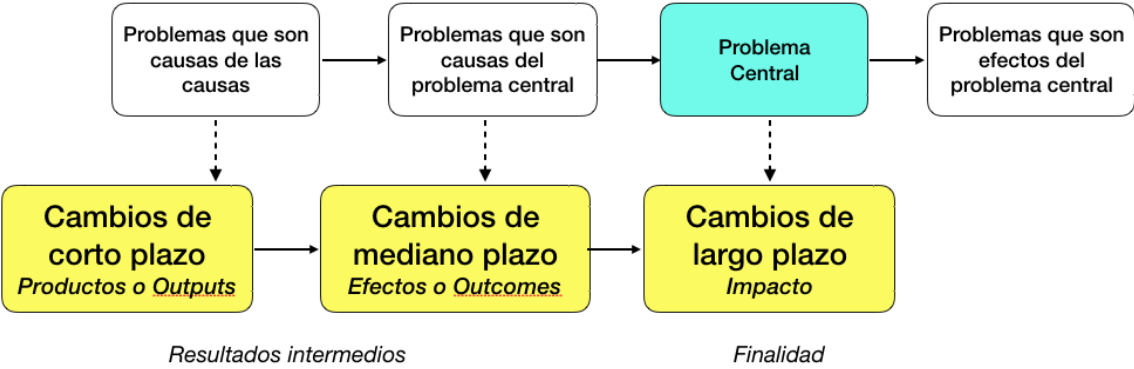 Problemas que son
causas de las
causas
Problemas que son
causas del
problema central
Problema
Central
Problemas que son
efectos del
problema central
Cambios de
corto plazo
Productos o Outputs
Cambios de
mediano plazo
Efectos o Outcomes
Cambios de
largo plazo
Impacto
Resultados intermedios
Finalidad